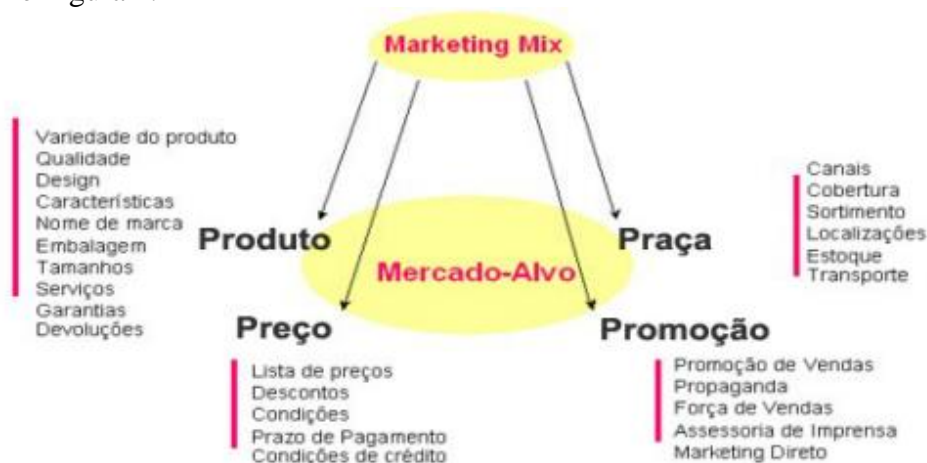 Marketing Mix
Variedade do produto
Qualidade
Design
Características
Nome de marca
Embalagem
Tamanhos
Serviços
Garantias
Devoluções
Produto
Mercado-Alvo
Praça
Canais
Cobertura
Sortimento
Localizações
Estoque
Transporte
Preço
Lista de preços
Descontos
Condições
Prazo de Pagamento
Condições de crédito
Promoção
Promoção de Vendas
Propaganda
Força de Vendas
Assessoria de Imprensa
Marketing Direto